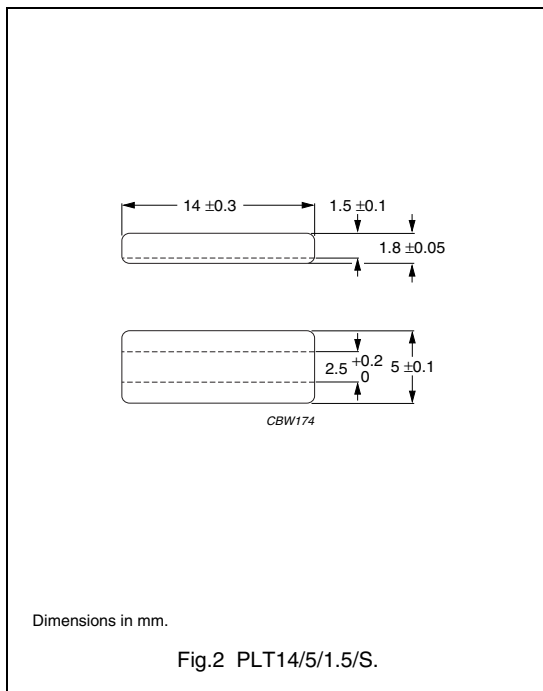 14 ±0.3
1.5 ±0.1
1.8 ±0.05
2.5 +0.2 0
5 ±0.1
CBW174
Dimensions in mm.
Fig.2 PLT14/5/1.5/S.